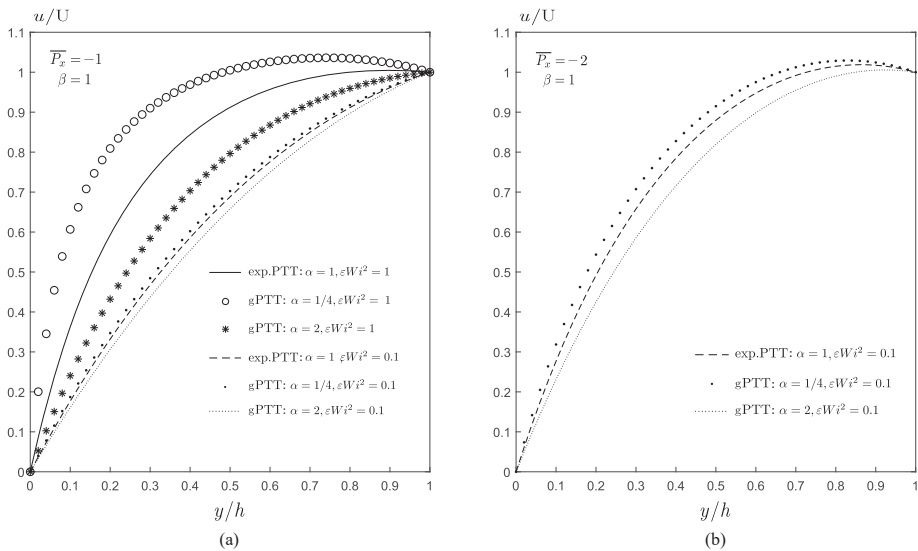 u/U
1.1
1
0.9
0.8
0.7
0.6
0.5
0.4
0.3
0.2
0.1
0
P̅x̅ = −1
β = 1
exp.PTT: α = 1, εWi² = 1
gPTT: α = 1/4, εWi² = 1
gPTT: α = 2, εWi² = 1
exp.PTT: α = 1 εWi² = 0.1
gPTT: α = 1/4, εWi² = 0.1
gPTT: α = 2, εWi² = 0.1
0 0.1 0.2 0.3 0.4 0.5 0.6 0.7 0.8 0.9 1
y/h
(a)
u/U
1.1
1
0.9
0.8
0.7
0.6
0.5
0.4
0.3
0.2
0.1
0
P̅x̅ = −2
β = 1
exp.PTT: α = 1, εWi² = 0.1
gPTT: α = 1/4, εWi² = 0.1
gPTT: α = 2, εWi² = 0.1
0 0.1 0.2 0.3 0.4 0.5 0.6 0.7 0.8 0.9 1
y/h
(b)